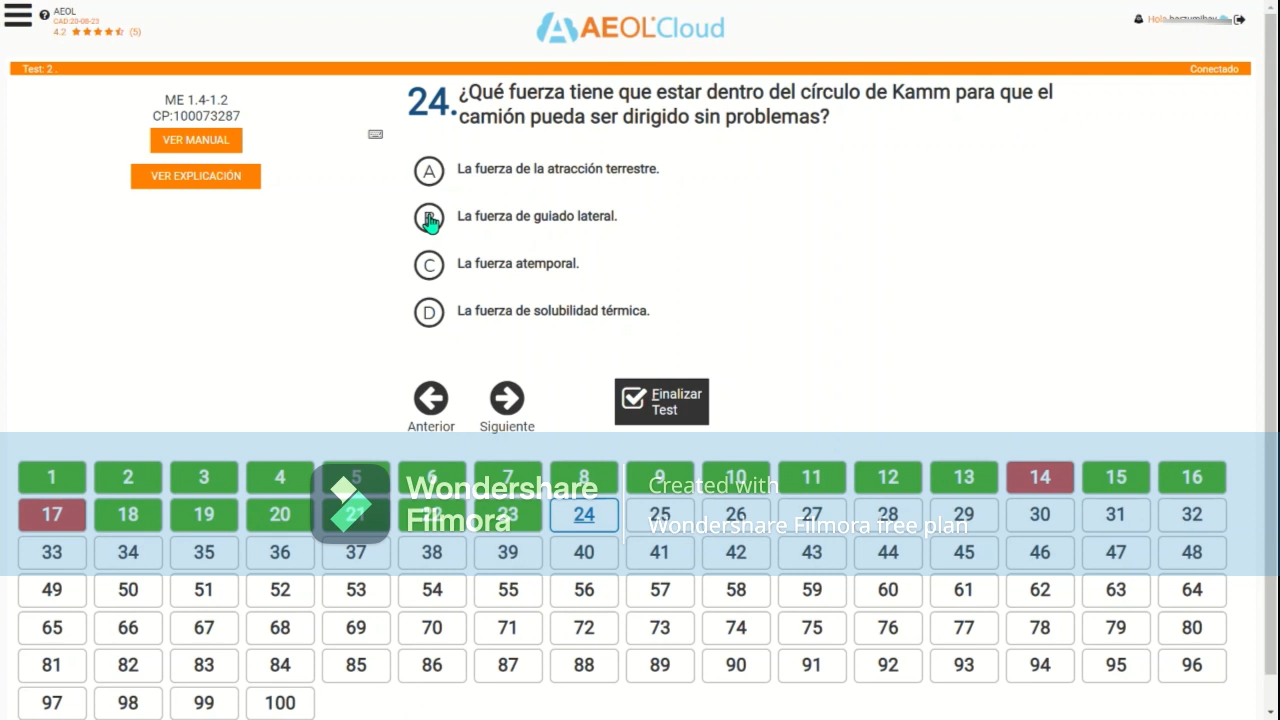 AEOL
CAD:20-08-23
4.2 (5)
AEOL Cloud
Hola
Test: 2 .
Conectado
ME 1.4-1.2
CP:100073287
VER MANUAL
VER EXPLICACIÓN
24. ¿Qué fuerza tiene que estar dentro del círculo de Kamm para que el
camión pueda ser dirigido sin problemas?
A La fuerza de la atracción terrestre.
B La fuerza de guiado lateral.
C La fuerza atemporal.
D La fuerza de solubilidad térmica.
Anterior
Siguiente
Finalizar
Test
1 2 3 4 5 6 7 8 9 10 11 12 13 14 15 16
17 18 19 20 21 22 23 24 25 26 27 28 29 30 31 32
Wondershare
Filmora
Created with
Wondershare Filmora free plan
33 34 35 36 37 38 39 40 41 42 43 44 45 46 47 48
49 50 51 52 53 54 55 56 57 58 59 60 61 62 63 64
65 66 67 68 69 70 71 72 73 74 75 76 77 78 79 80
81 82 83 84 85 86 87 88 89 90 91 92 93 94 95 96
97 98 99 100